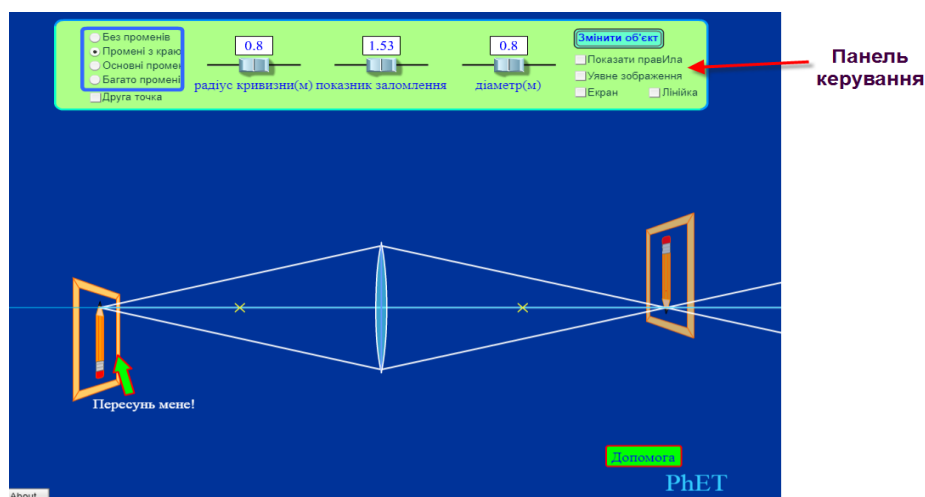 Без променів
Промені з краю
Основні промен
Багато промені
Друга точка
0.8
радіус кривизни(м)
1.53
показник заломлення
0.8
діаметр(м)
Змінити об'єкт
Показати правИла
Уявне зображення
Екран
Лінійка
Панель
керування
Пересунь мене!
Допомога
PhET
About